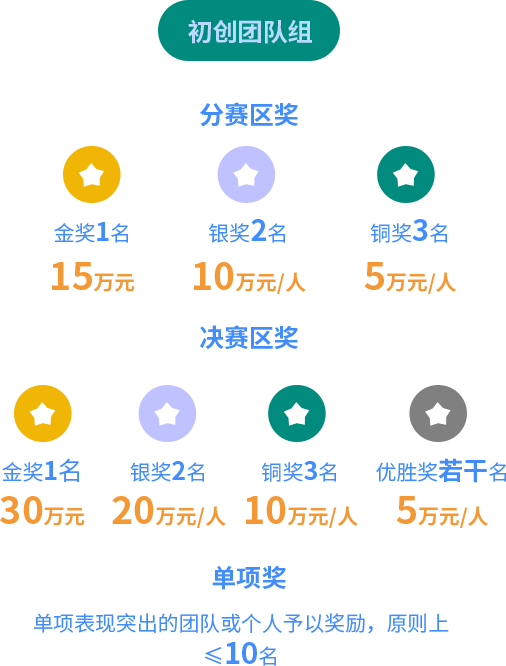 初创团队组
分赛区奖
金奖1名 银奖2名 铜奖3名
15万元 10万元/人 5万元/人
决赛区奖
金奖1名 银奖2名 铜奖3名 优胜奖若干名
30万元 20万元/人 10万元/人 5万元/人
单项奖
单项表现突出的团队或个人予以奖励，原则上
≤10名